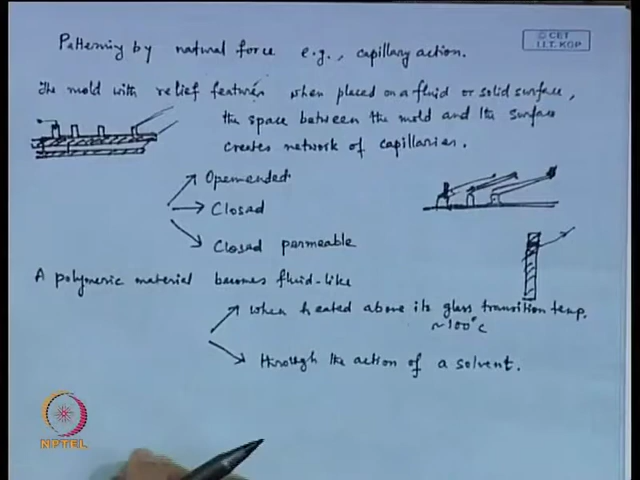 Patterning by natural force e.g., capillary action.
© CET
I.I.T. KGP
The mold with relief features when placed on a fluid or solid surface,
the space between the mold and the surface
creates network of capillaries.
Openended
Closed
Closed permeable
A polymeric material becomes fluid-like
when heated above its glass transition temp.
~100°C
through the action of a solvent.
NPTEL